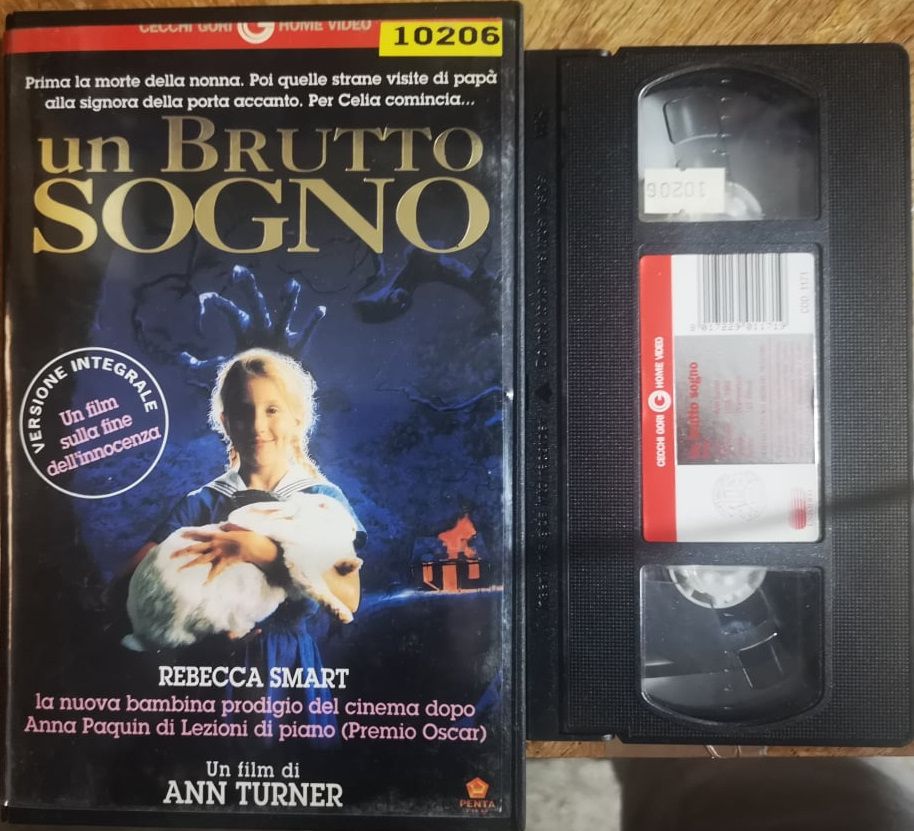 CECCHI GORI HOME VIDEO
10206
Prima la morte della nonna. Poi quelle strane visite di papà
alla signora della porta accanto. Per Celia comincia...
un BRUTTO
SOGNO
VERSIONE INTEGRALE
Un film
sulla fine
dell'innocenza
REBECCA SMART
la nuova bambina prodigio del cinema dopo
Anna Paquin di Lezioni di piano (Premio Oscar)
Un film di
ANN TURNER
PENTA
10206
CECCHI GORI HOME VIDEO
sogno